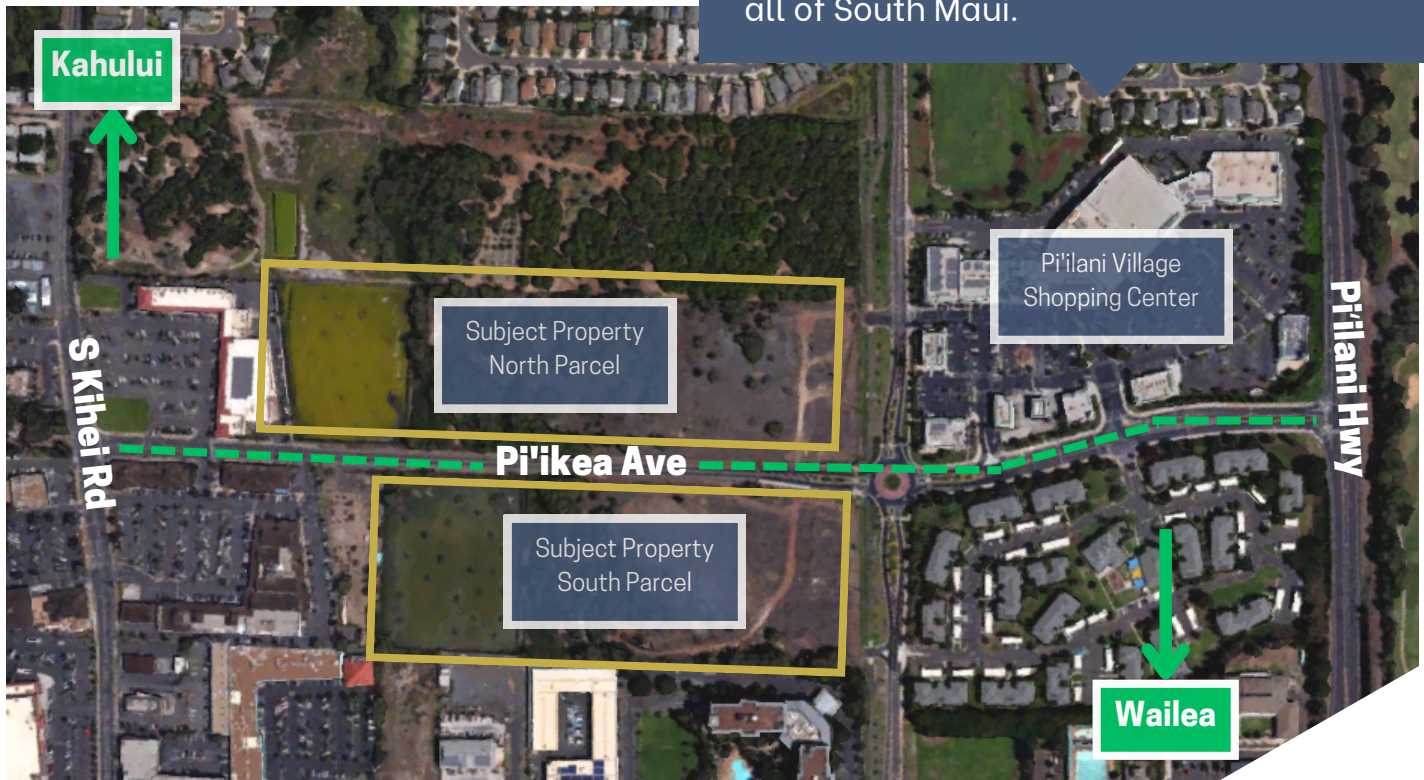 all of South Maui.
Kahului
Pi'ilani Village
Shopping Center
Subject Property
North Parcel
S Kihei Rd
Pi'ilani Hwy
Pi'ikea Ave
Subject Property
South Parcel
Wailea